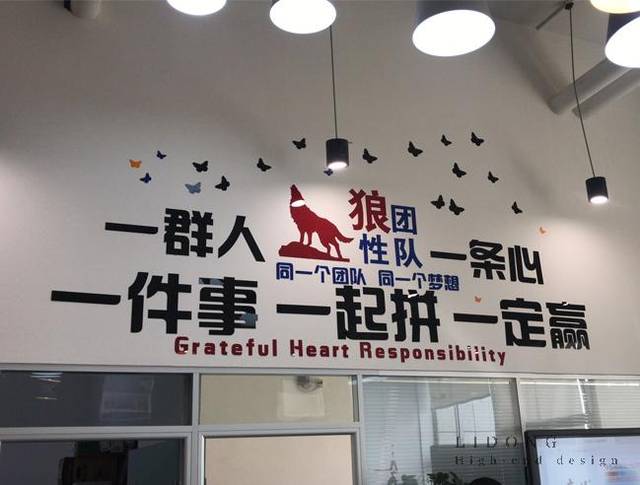 一群人 狼性团队 一条心
同一个团队 同一个梦想
一件事 一起拼 一定赢
Grateful Heart Responsibiiity
LIDONG
High-end design